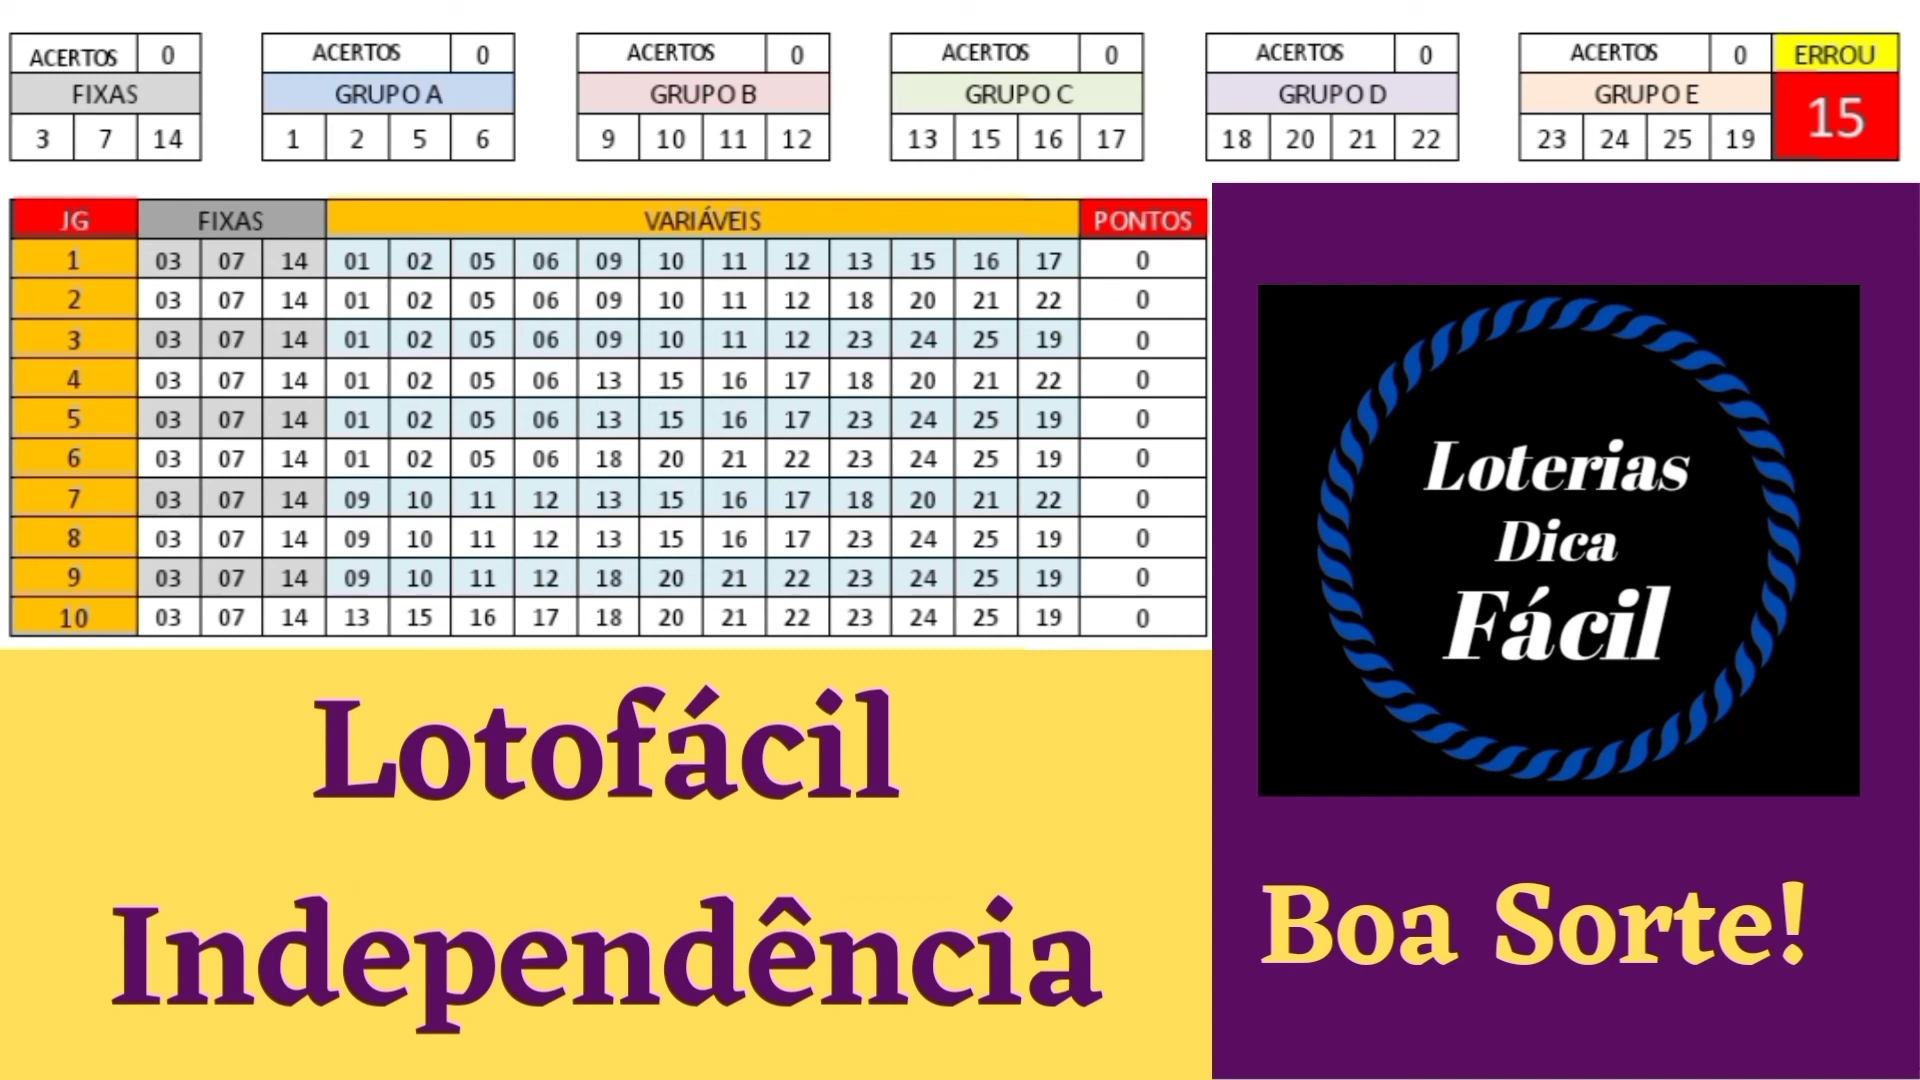 ACERTOS 0 ACERTOS 0 ACERTOS 0 ACERTOS 0 ACERTOS 0 ACERTOS 0 ERROU
FIXAS GRUPO A GRUPO B GRUPO C GRUPO D GRUPO E 15
3 7 14 1 2 5 6 9 10 11 12 13 15 16 17 18 20 21 22 23 24 25 19
JG FIXAS VARIÁVEIS PONTOS
1 03 07 14 01 02 05 06 09 10 11 12 13 15 16 17 0
2 03 07 14 01 02 05 06 09 10 11 12 18 20 21 22 0
3 03 07 14 01 02 05 06 09 10 11 12 23 24 25 19 0
4 03 07 14 01 02 05 06 13 15 16 17 18 20 21 22 0
5 03 07 14 01 02 05 06 13 15 16 17 23 24 25 19 0
6 03 07 14 01 02 05 06 18 20 21 22 23 24 25 19 0
7 03 07 14 09 10 11 12 13 15 16 17 18 20 21 22 0
8 03 07 14 09 10 11 12 13 15 16 17 23 24 25 19 0
9 03 07 14 09 10 11 12 18 20 21 22 23 24 25 19 0
10 03 07 14 13 15 16 17 18 20 21 22 23 24 25 19 0
Loterias
Dica
Fácil
Lotofácil
Independência
Boa Sorte!